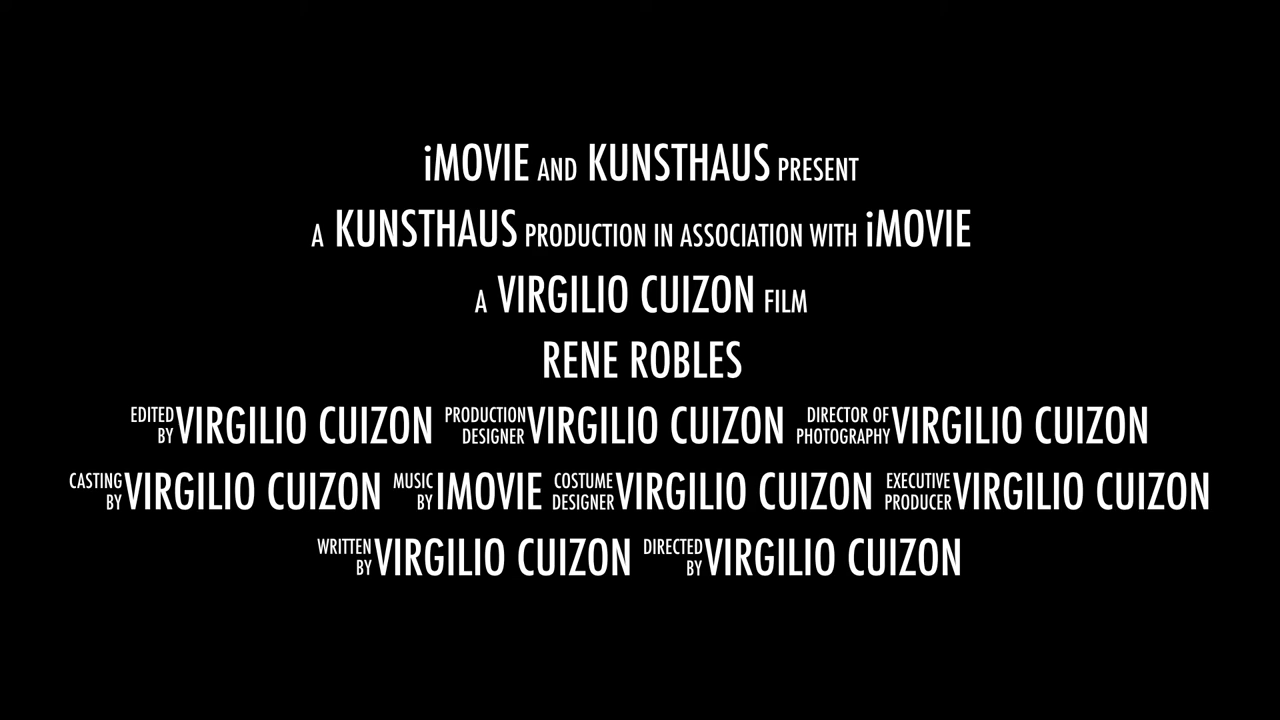 iMOVIE AND KUNSTHAUS PRESENT
A KUNSTHAUS PRODUCTION IN ASSOCIATION WITH iMOVIE
A VIRGILIO CUIZON FILM
RENE ROBLES
EDITED BY VIRGILIO CUIZON PRODUCTION DESIGNER VIRGILIO CUIZON DIRECTOR OF PHOTOGRAPHY VIRGILIO CUIZON
CASTING BY VIRGILIO CUIZON MUSIC BY IMOVIE COSTUME DESIGNER VIRGILIO CUIZON EXECUTIVE PRODUCER VIRGILIO CUIZON
WRITTEN BY VIRGILIO CUIZON DIRECTED BY VIRGILIO CUIZON